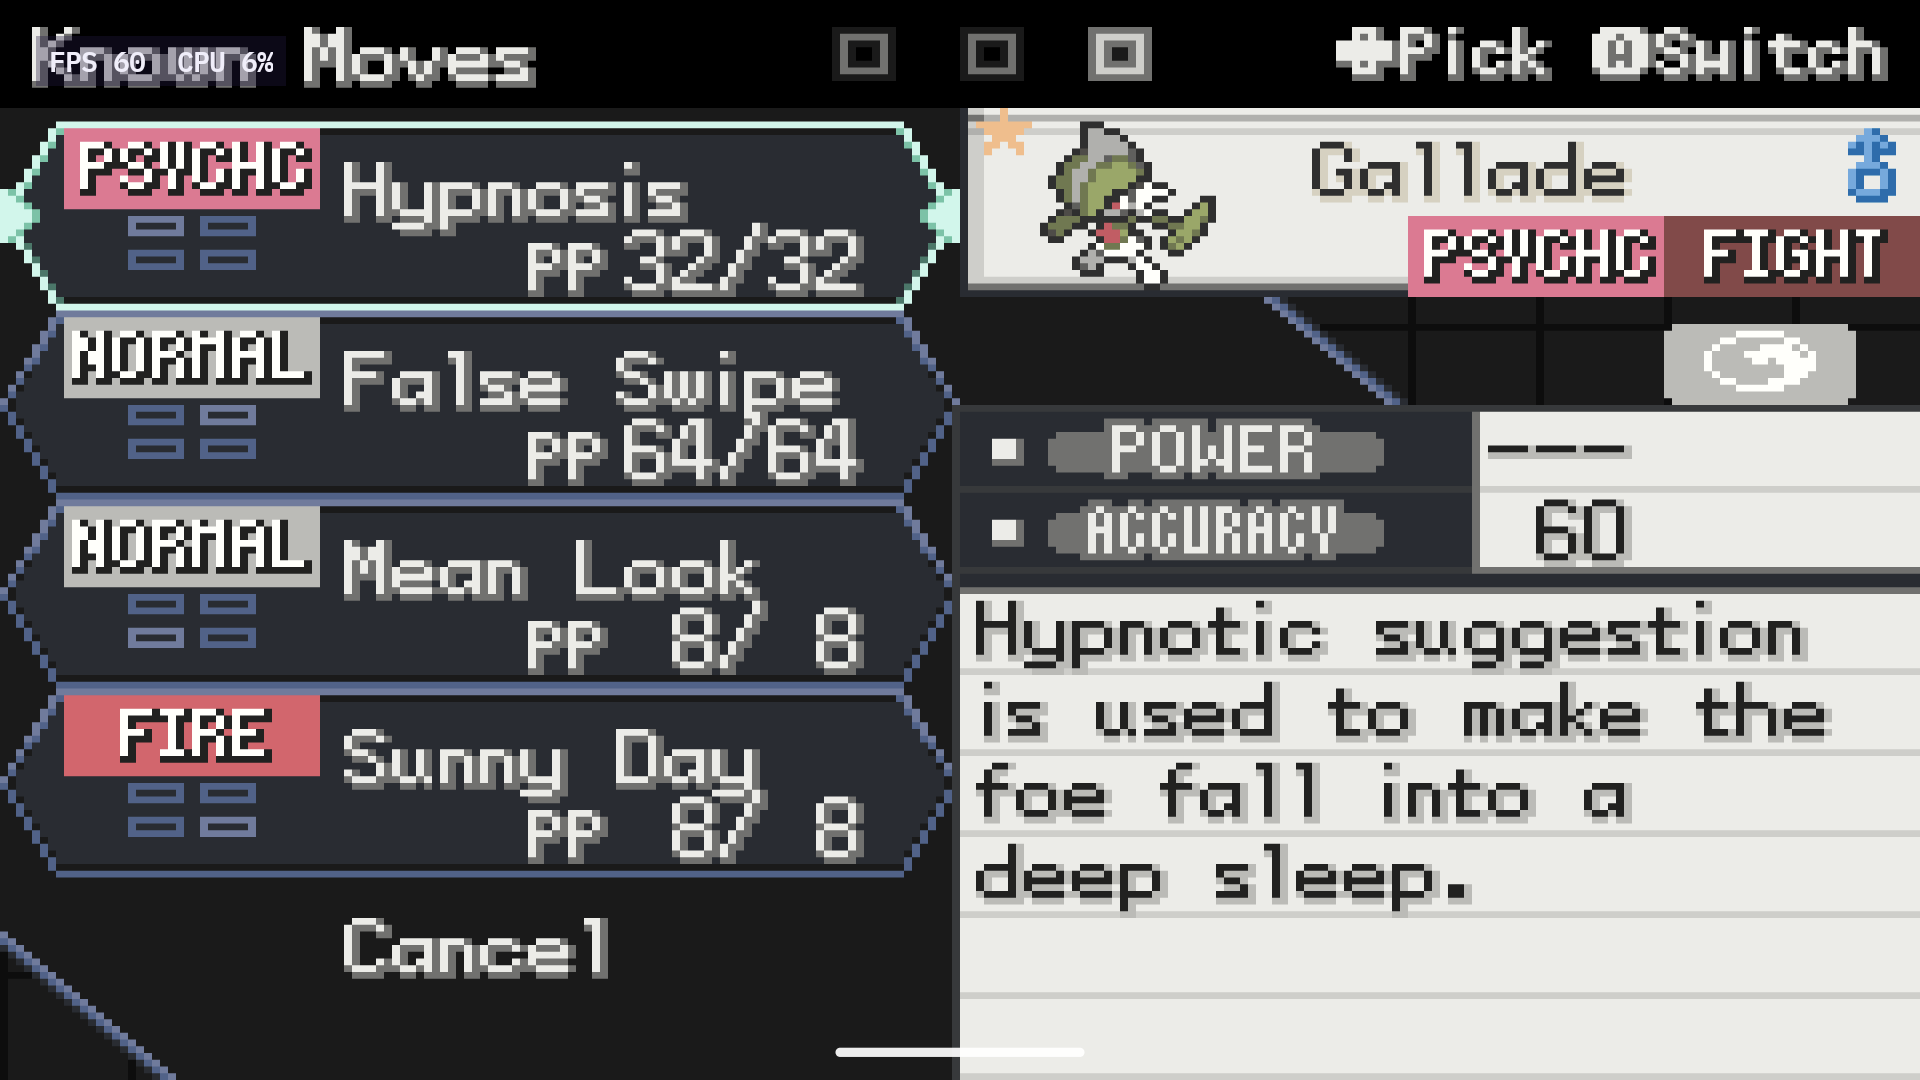 Known Moves
FPS 60 CPU 6%
Pick ASwitch
PSYCHC Hypnosis
PP 32/32
NORMAL False Swipe
PP 64/64
NORMAL Mean Look
PP 8/ 8
FIRE Sunny Day
PP 8/ 8
Cancel
Gallade ♂
PSYCHC FIGHT
POWER ---
ACCURACY 60
Hypnotic suggestion
is used to make the
foe fall into a
deep sleep.